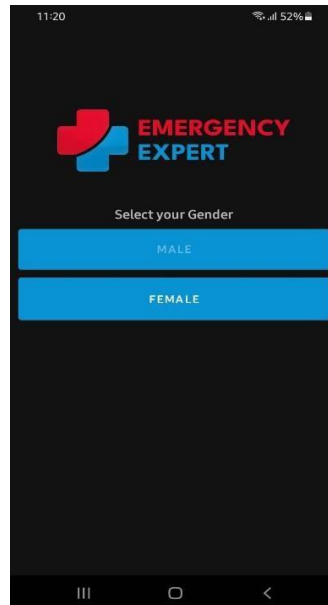 11:20 52%
EMERGENCY
EXPERT
Select your Gender
MALE
FEMALE